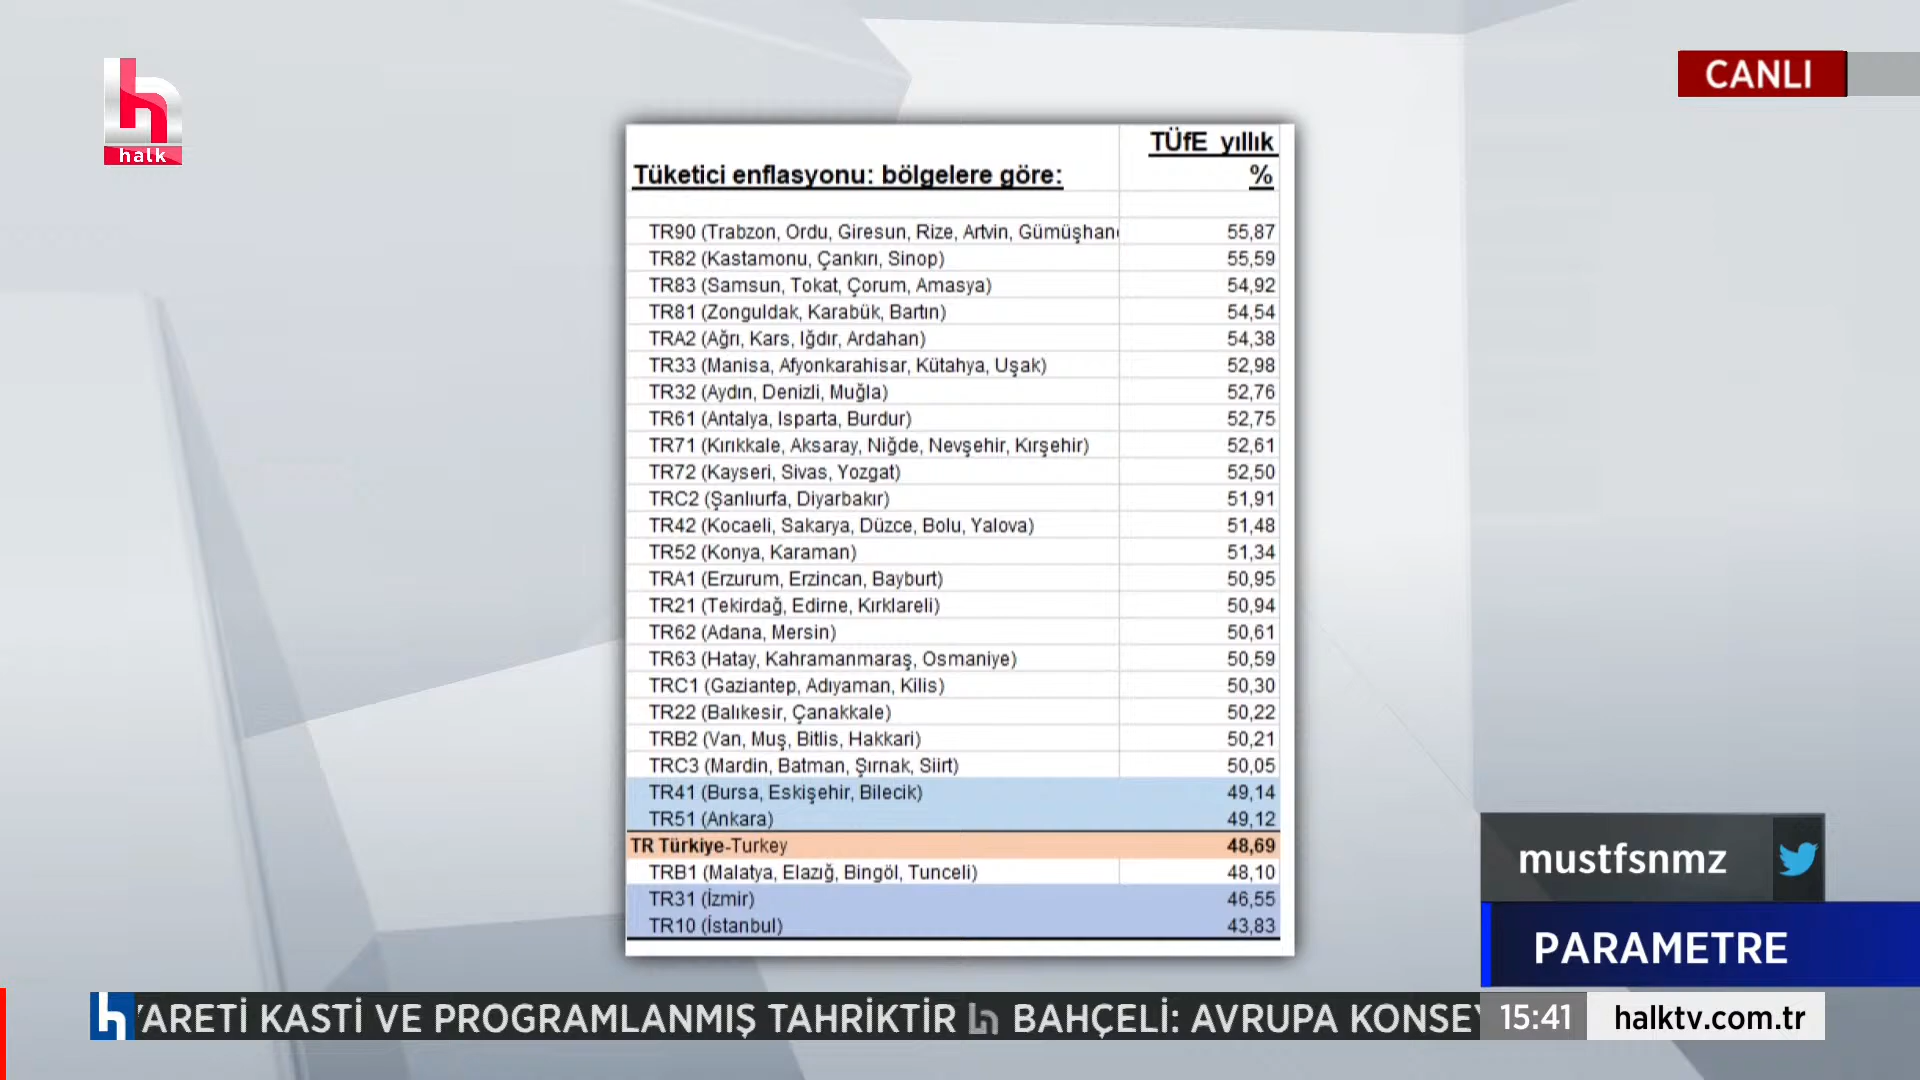 halk
CANLI
TÜfE yıllık
Tüketici enflasyonu: bölgelere göre: %
TR90 (Trabzon, Ordu, Giresun, Rize, Artvin, 55,87
TR82 (Kastamonu, Çankırı, Sinop) 55,59
TR83 (Samsun, Tokat, Çorum, Amasya) 54,92
TR81 (Zonguldak, Karabük, Bartın) 54,54
TRA2 (Ağrı, Kars, Iğdır, Ardahan) 54,38
TR33 (Manisa, Afyonkarahisar, Kütahya, Uşak) 52,98
TR32 (Aydın, Denizli, Muğla) 52,76
TR61 (Antalya, Isparta, Burdur) 52,75
TR71 (Kırıkkale, Aksaray, Niğde, Nevşehir, Kırşehir) 52,61
TR72 (Kayseri, Sivas, Yozgat) 52,50
TRC2 (Şanlıurfa, Diyarbakır) 51,91
TR42 (Kocaeli, Sakarya, Düzce, Bolu, Yalova) 51,48
TR52 (Konya, Karaman) 51,34
TRA1 (Erzurum, Erzincan, Bayburt) 50,95
TR21 (Tekirdağ, Edirne, Kırklareli) 50,94
TR62 (Adana, Mersin) 50,61
TR63 (Hatay, Kahramanmaraş, Osmaniye) 50,59
TRC1 (Gaziantep, Adıyaman, Kilis) 50,30
TR22 (Balıkesir, Çanakkale) 50,22
TRB2 (Van, Muş, Bitlis, Hakkari) 50,21
TRC3 (Mardin, Batman, Şırnak, Siirt) 50,05
TR41 (Bursa, Eskişehir, Bilecik) 49,14
TR51 (Ankara) 49,12
TR Türkiye-Turkey 48,69
TRB1 (Malatya, Elazığ, Bingöl, Tunceli) 48,10
TR31 (İzmir) 46,55
TR10 (İstanbul) 43,83
mustfsnmz
PARAMETRE
KASTİ VE PROGRAMLANMIŞ TAHRİKTİR BAHÇELİ: AVRUPA 15:41 halktv.com.tr